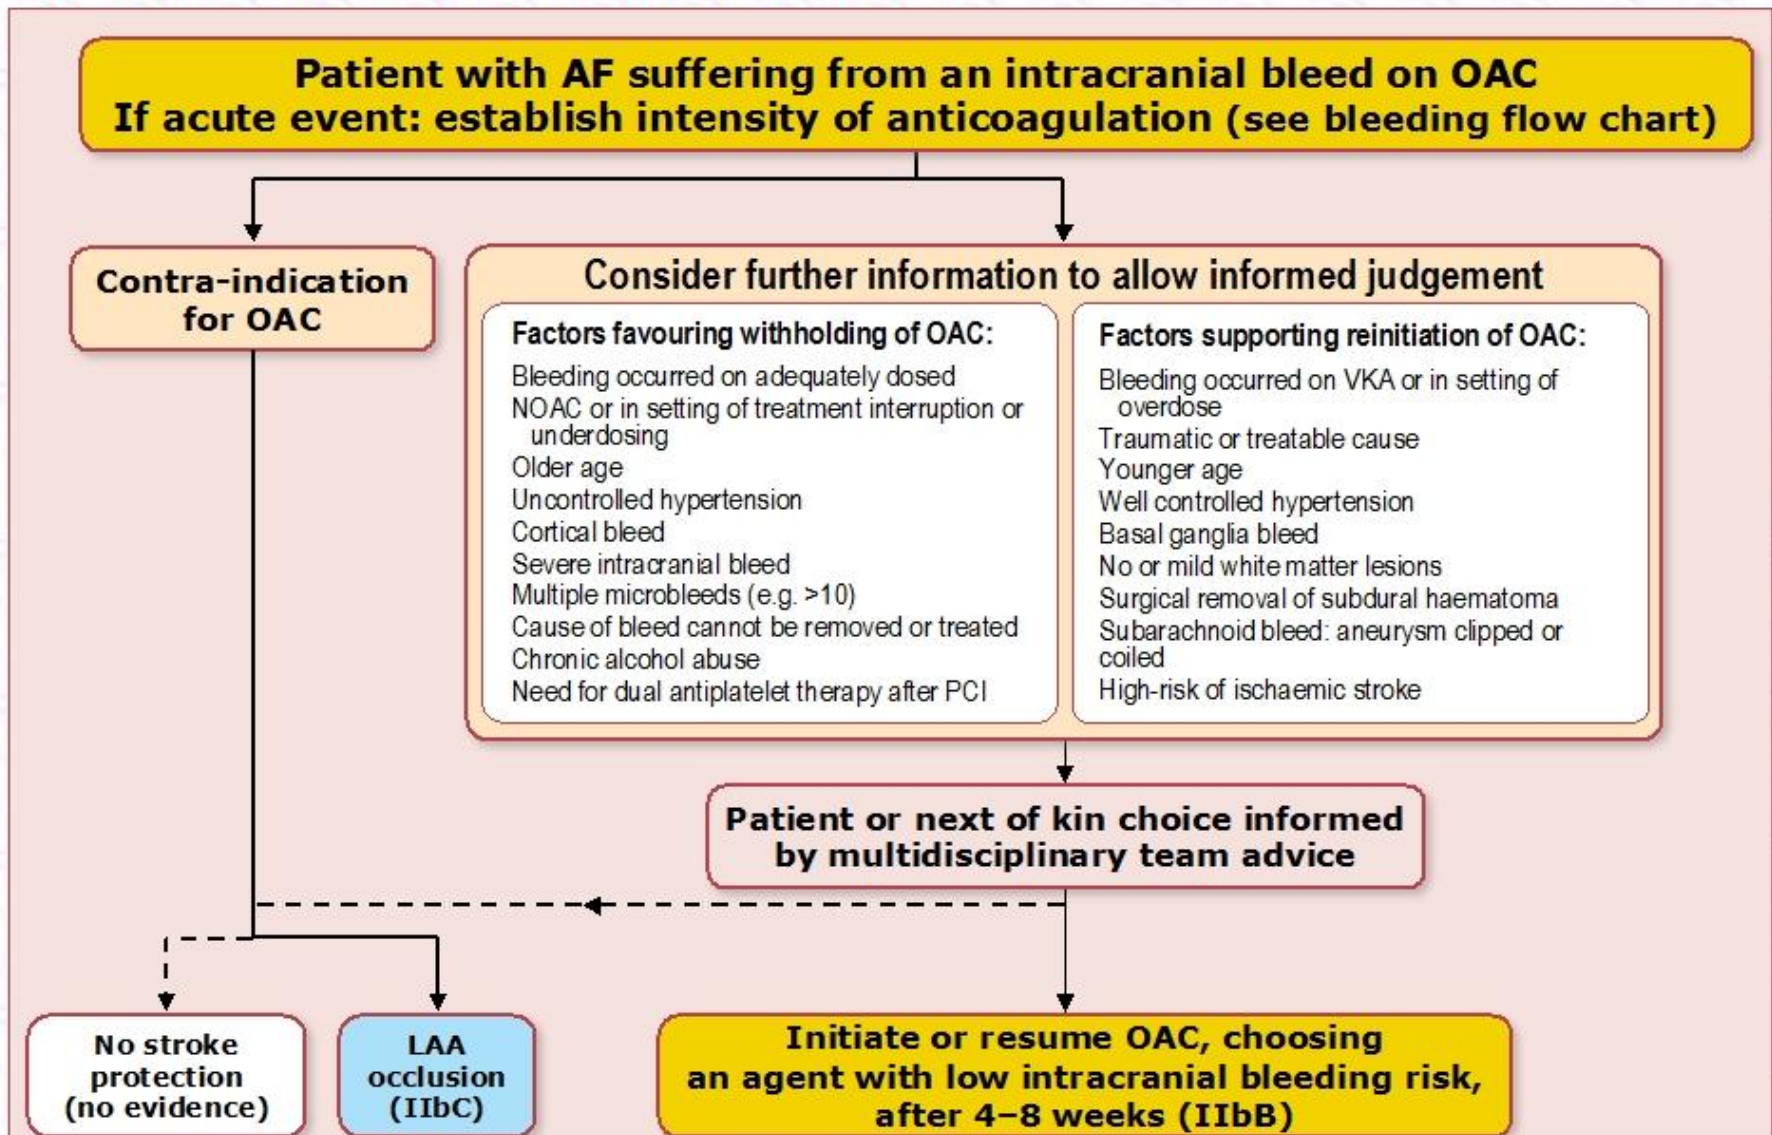 Patient with AF suffering from an intracranial bleed on OAC
If acute event: establish intensity of anticoagulation (see bleeding flow chart)
Contra-indication
for OAC
Consider further information to allow informed judgement
Factors favouring withholding of OAC:
Bleeding occurred on adequately dosed
NOAC or in setting of treatment interruption or
underdosing
Older age
Uncontrolled hypertension
Cortical bleed
Severe intracranial bleed
Multiple microbleeds (e.g. >10)
Cause of bleed cannot be removed or treated
Chronic alcohol abuse
Need for dual antiplatelet therapy after PCI
Factors supporting reinitiation of OAC:
Bleeding occurred on VKA or in setting of
overdose
Traumatic or treatable cause
Younger age
Well controlled hypertension
Basal ganglia bleed
No or mild white matter lesions
Surgical removal of subdural haematoma
Subarachnoid bleed: aneurysm clipped or
coiled
High-risk of ischaemic stroke
Patient or next of kin choice informed
by multidisciplinary team advice
No stroke
protection
(no evidence)
LAA
occlusion
(IIbC)
Initiate or resume OAC, choosing
an agent with low intracranial bleeding risk,
after 4–8 weeks (IIbB)